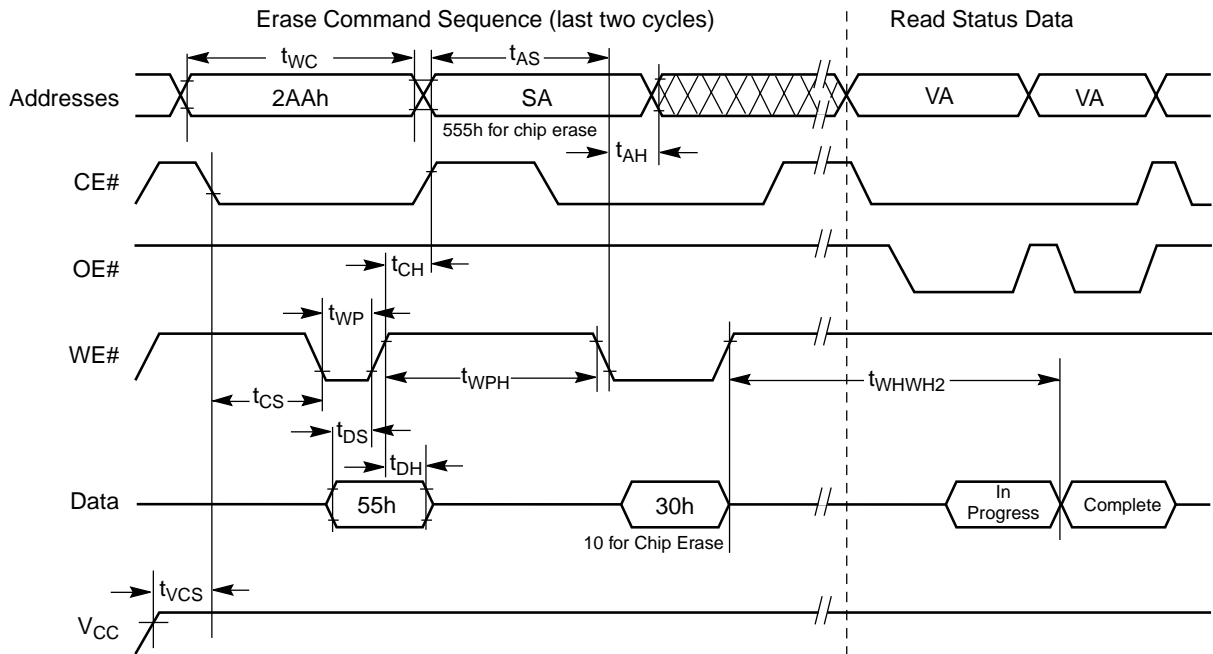 Erase Command Sequence (last two cycles)
Read Status Data
tWC
tAS
Addresses
2AAh
SA
VA
VA
555h for chip erase
tAH
CE#
OE#
tCH
tWP
WE#
tWPH
tWHWH2
tCS
tDS
tDH
Data
55h
30h
In
Progress
Complete
10 for Chip Erase
tVCS
VCC